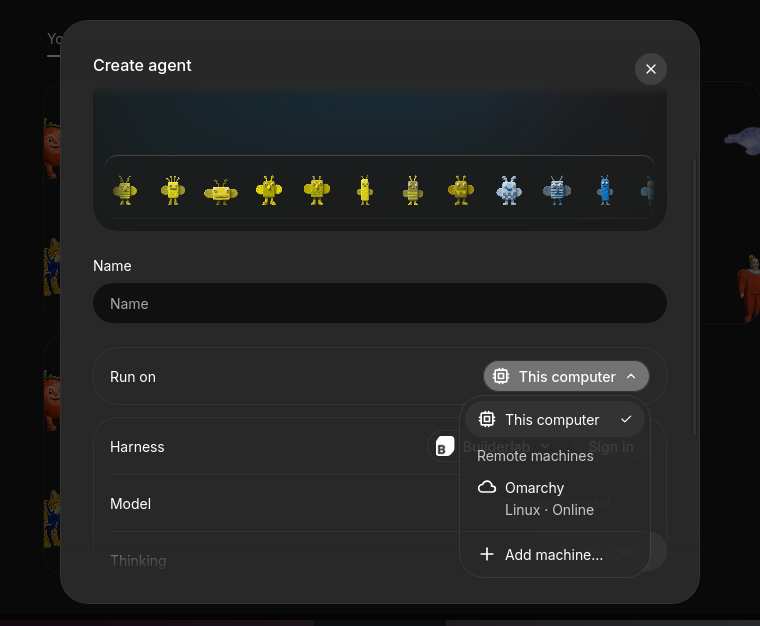 Create agent
Name
Name
Run on
This computer
This computer
Remote machines
Omarchy
Linux · Online
Add machine...
Harness
Builderlab
Sign in
Model
Thinking